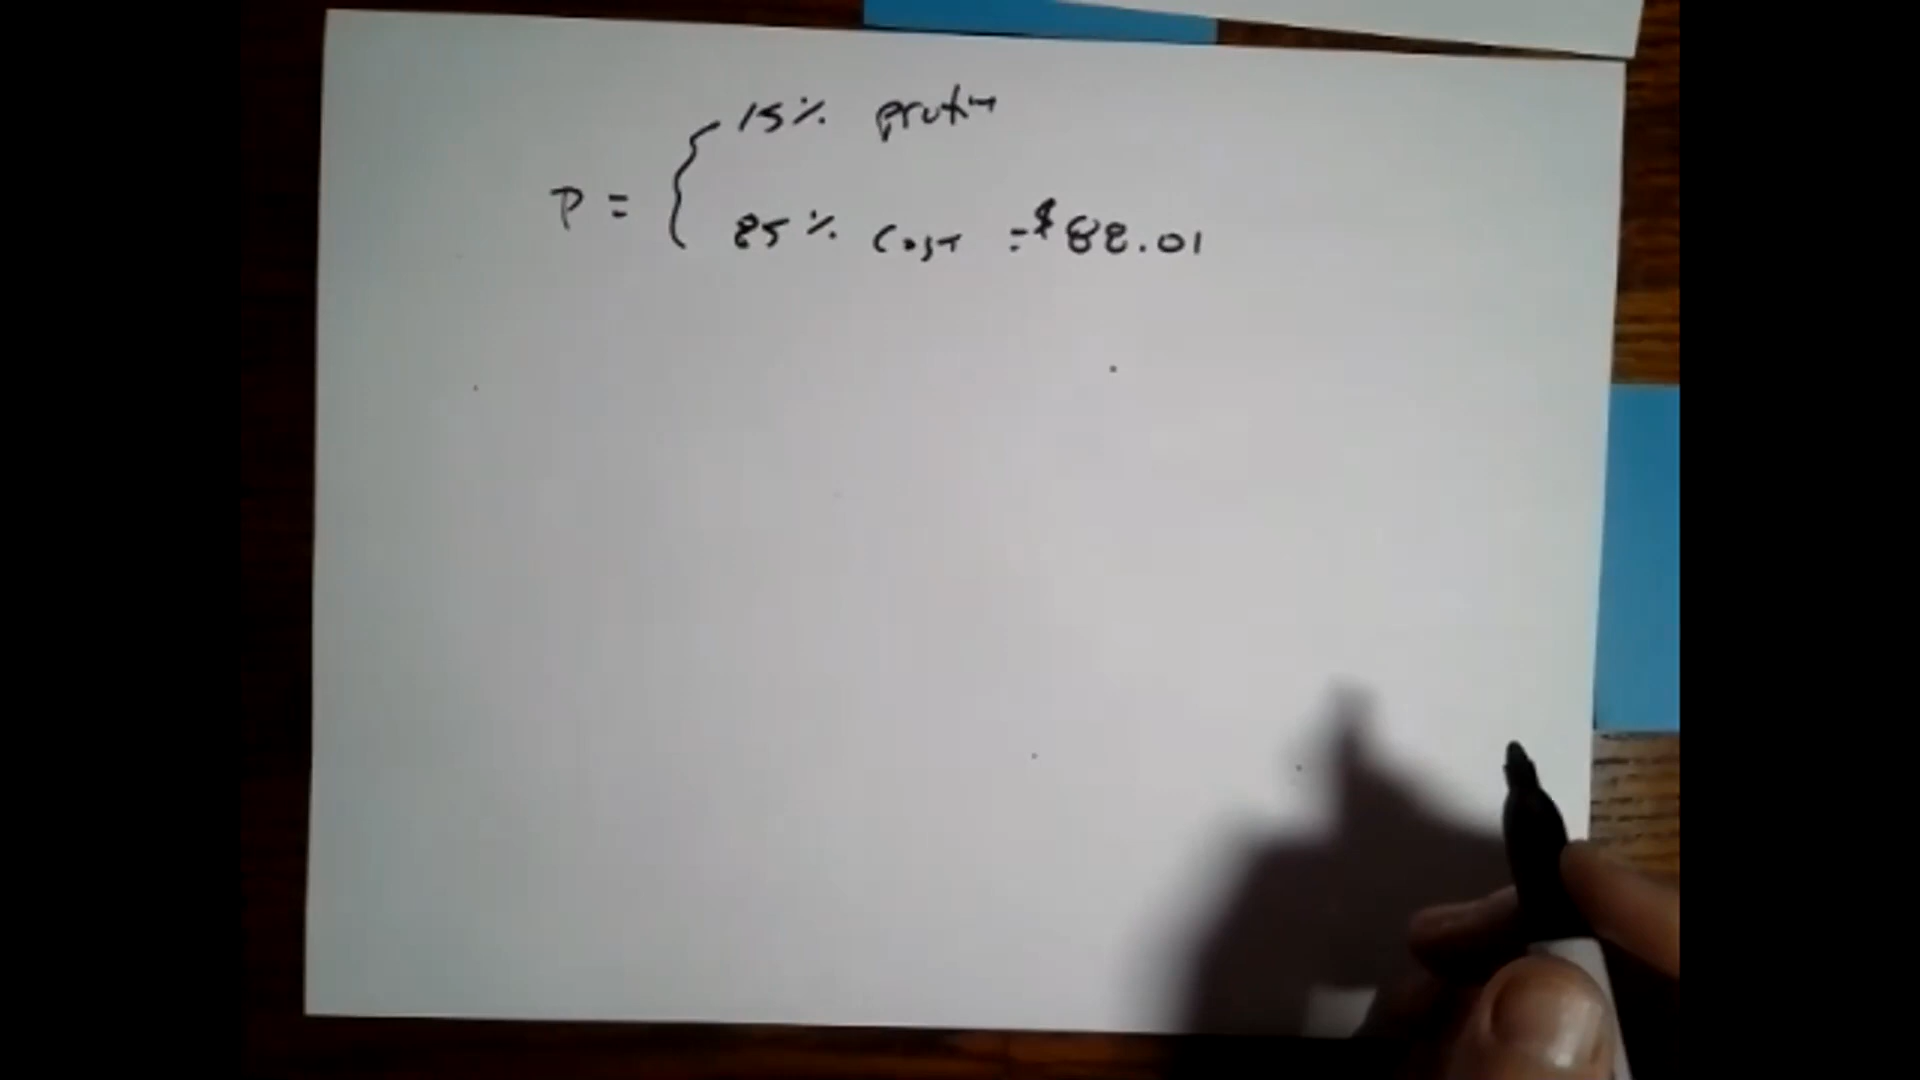 15% profit
P = {
85% Cost = $88.01